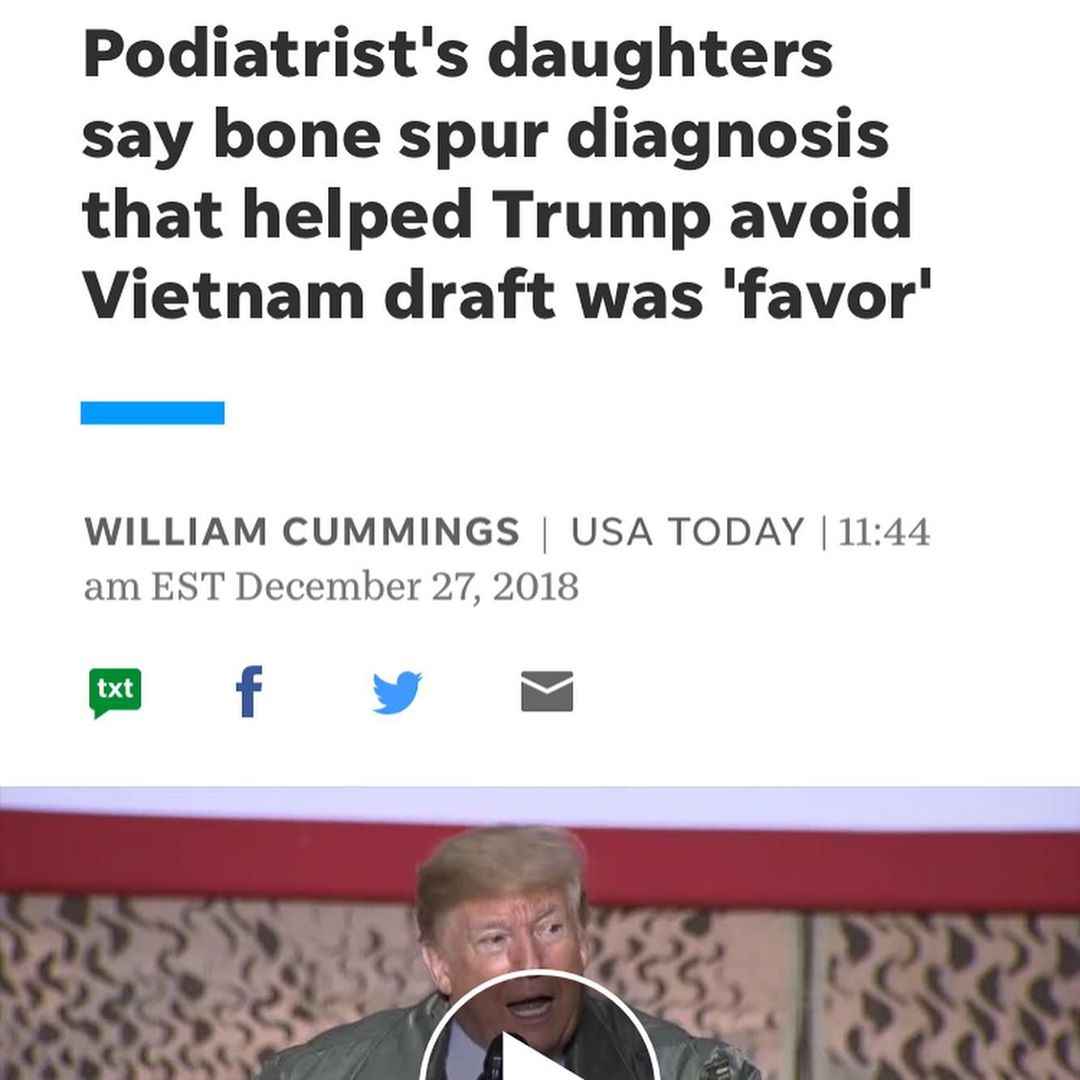 Podiatrist's daughters
say bone spur diagnosis
that helped Trump avoid
Vietnam draft was 'favor'
WILLIAM CUMMINGS | USA TODAY | 11:44
am EST December 27, 2018
txt